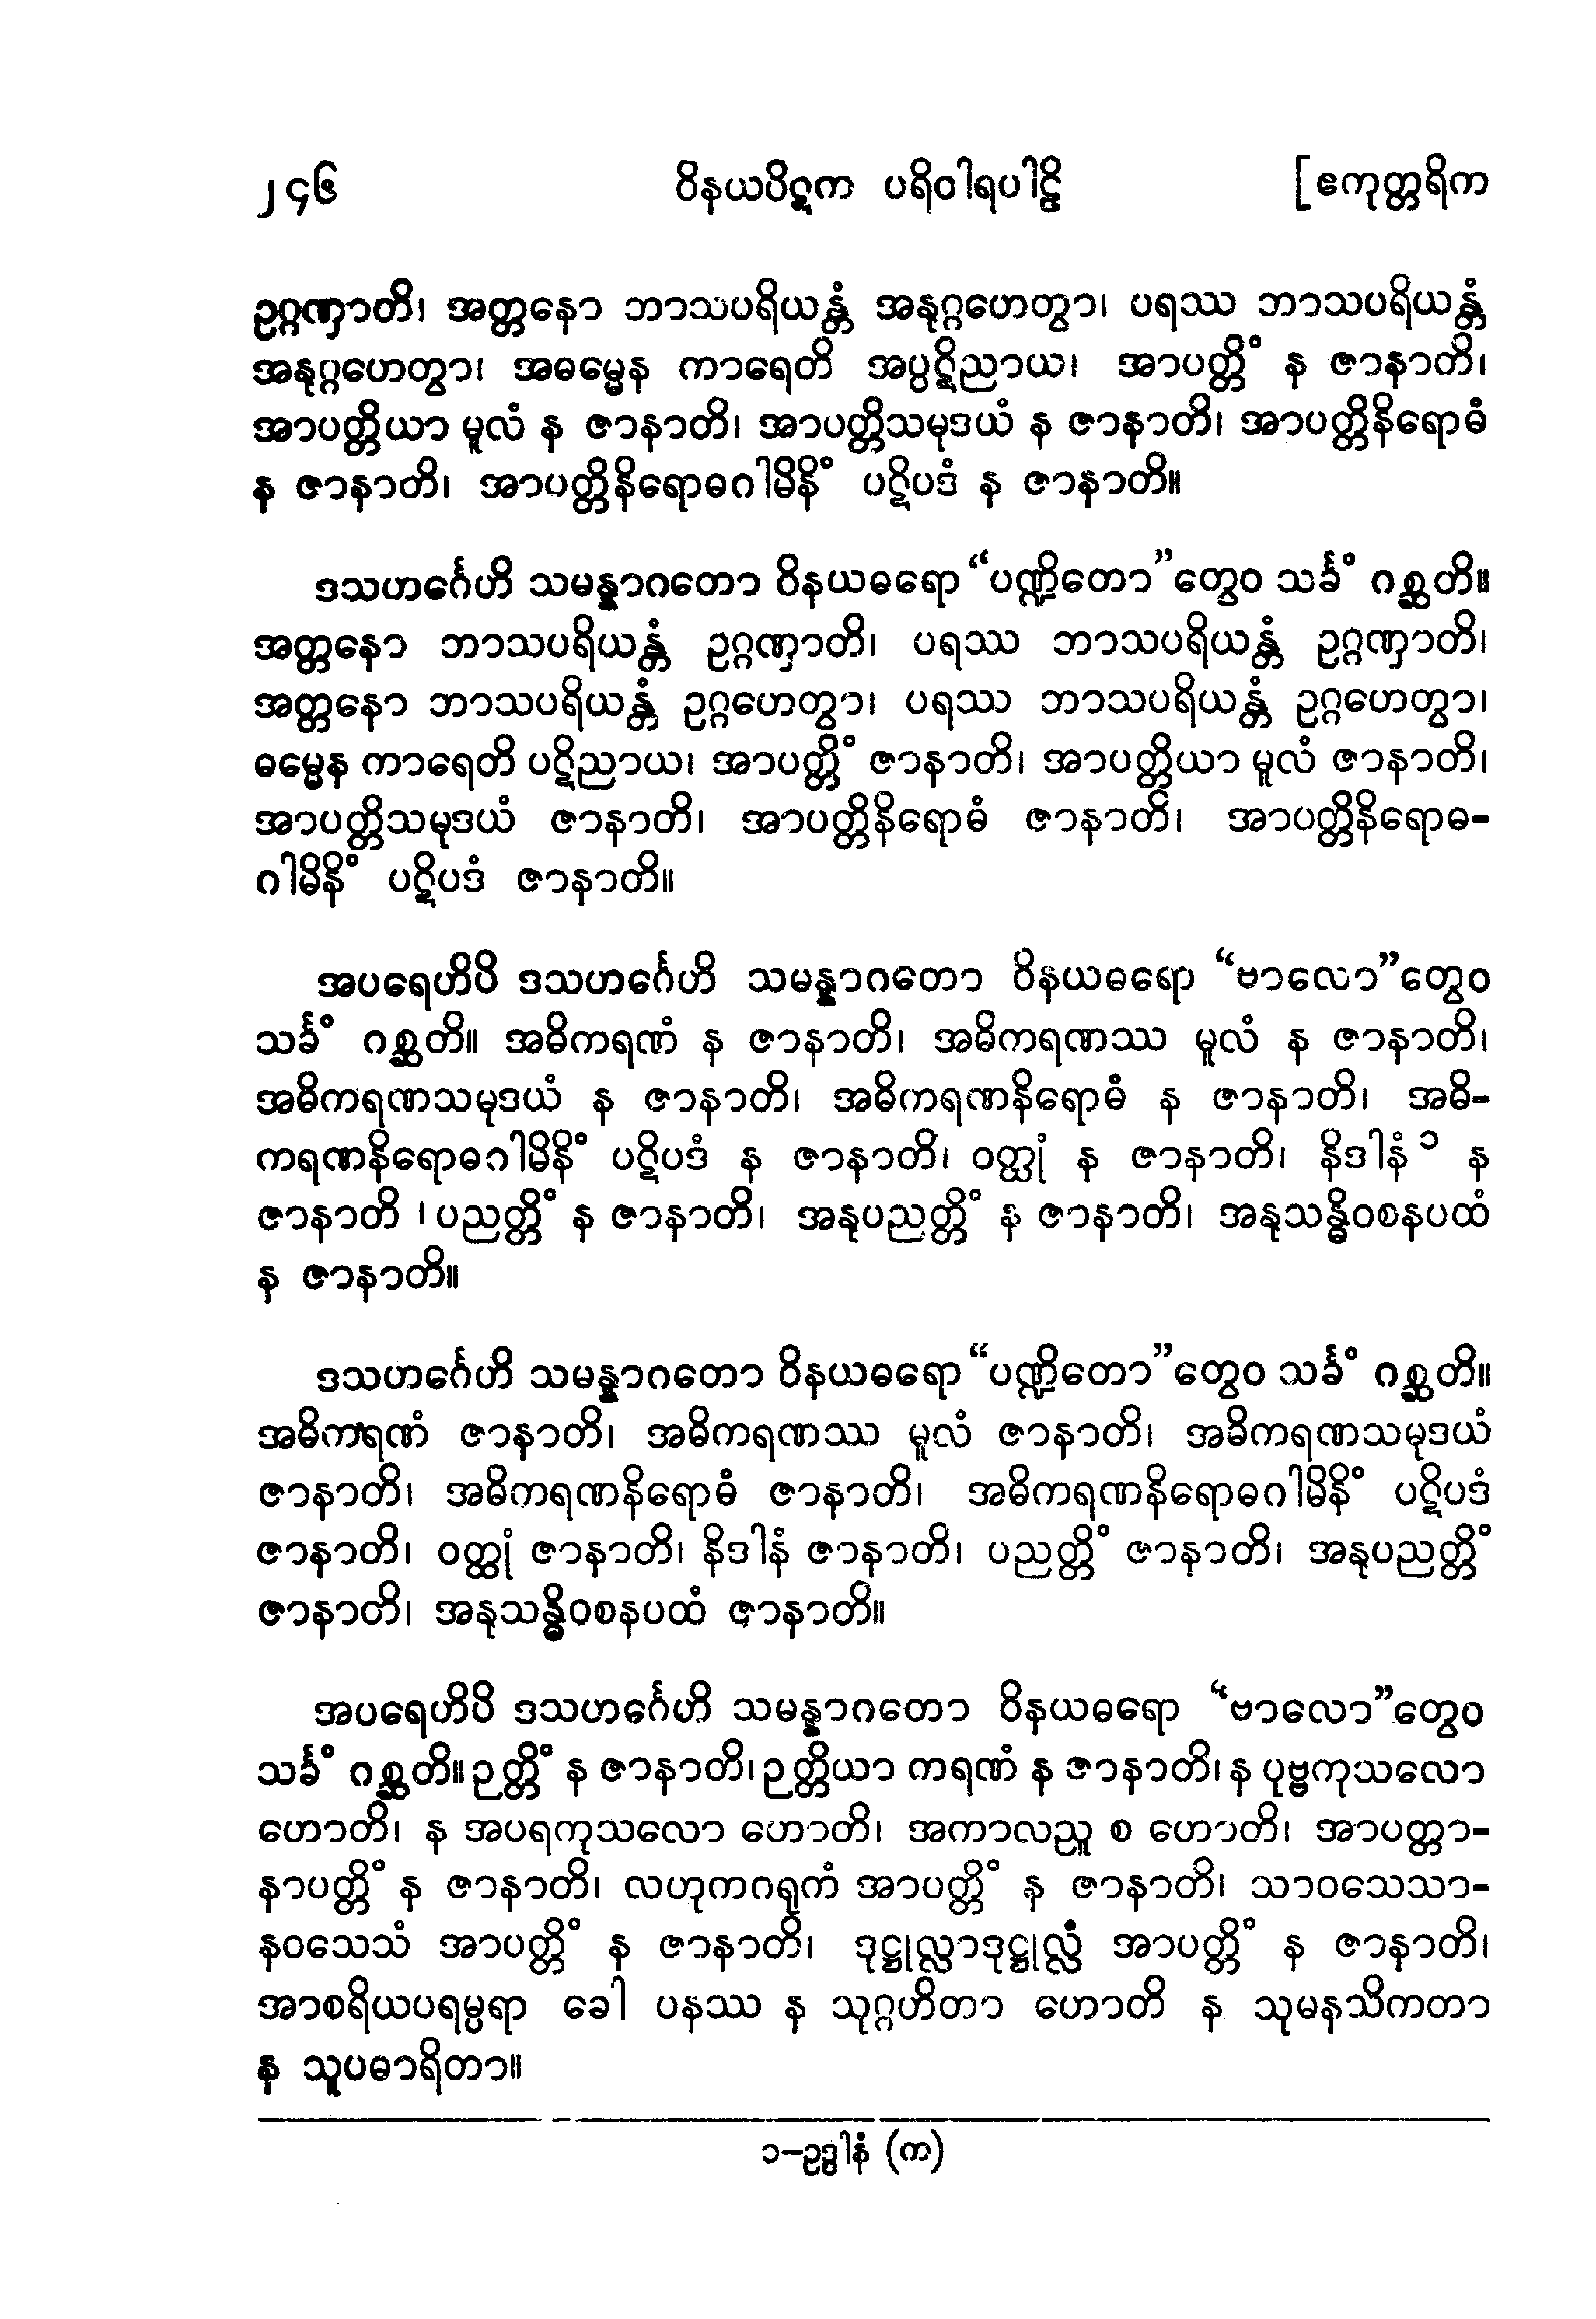 ၂၄၆ ဝိနယပိဋက ပရိဝါရပါဠိ [ဧကုတ္တရိက
ဥဂ္ဂဏှာတိ၊ အတ္တနော ဘာသပရိယန္တံ အနုဂ္ဂဟေတွာ၊ ပရဿ ဘာသပရိယန္တံ
အနုဂ္ဂဟေတွာ၊ အဓမ္မေန ကာရေတိ အပ္ပဋိညာယ၊ အာပတ္တိံ န ဇာနာတိ၊
အာပတ္တိယာ မူလံ န ဇာနာတိ၊ အာပတ္တိသမုဒယံ န ဇာနာတိ၊ အာပတ္တိနိရောဓံ
န ဇာနာတိ၊ အာပတ္တိနိရောဓဂါမိနိံ ပဋိပဒံ န ဇာနာတိ။
ဒသဟင်္ဂေဟိ သမန္နာဂတော ဝိနယဓရော “ပဏ္ဍိတော”တွေဝ သင်္ခံ ဂစ္ဆတိ။
အတ္တနော ဘာသပရိယန္တံ ဥဂ္ဂဏှာတိ၊ ပရဿ ဘာသပရိယန္တံ ဥဂ္ဂဏှာတိ၊
အတ္တနော ဘာသပရိယန္တံ ဥဂ္ဂဟေတွာ၊ ပရဿ ဘာသပရိယန္တံ ဥဂ္ဂဟေတွာ၊
ဓမ္မေန ကာရေတိ ပဋိညာယ၊ အာပတ္တိံ ဇာနာတိ၊ အာပတ္တိယာ မူလံ ဇာနာတိ၊
အာပတ္တိသမုဒယံ ဇာနာတိ၊ အာပတ္တိနိရောဓံ ဇာနာတိ၊ အာပတ္တိနိရောဓ-
ဂါမိနိံ ပဋိပဒံ ဇာနာတိ။
အပရေဟိပိ ဒသဟင်္ဂေဟိ သမန္နာဂတော ဝိနယဓရော “ဗာလော”တွေဝ
သင်္ခံ ဂစ္ဆတိ။ အဓိကရဏံ န ဇာနာတိ၊ အဓိကရဏဿ မူလံ န ဇာနာတိ၊
အဓိကရဏသမုဒယံ န ဇာနာတိ၊ အဓိကရဏနိရောဓံ န ဇာနာတိ၊ အဓိ-
ကရဏနိရောဓဂါမိနိံ ပဋိပဒံ န ဇာနာတိ၊ ဝတ္ထုံ န ဇာနာတိ၊ နိဒါနံ ၁ န
ဇာနာတိ ၊ပညတ္တိံ န ဇာနာတိ၊ အနုပညတ္တိံ န ဇာနာတိ၊ အနုသန္ဓိဝစနပထံ
န ဇာနာတိ။
ဒသဟင်္ဂေဟိ သမန္နာဂတော ဝိနယဓရော “ပဏ္ဍိတော”တွေဝ သင်္ခံ ဂစ္ဆတိ။
အဓိကရဏံ ဇာနာတိ၊ အဓိကရဏဿ မူလံ ဇာနာတိ၊ အဓိကရဏသမုဒယံ
ဇာနာတိ၊ အဓိကရဏနိရောဓံ ဇာနာတိ၊ အဓိကရဏနိရောဓဂါမိနိံ ပဋိပဒံ
ဇာနာတိ၊ ဝတ္ထုံ ဇာနာတိ၊ နိဒါနံ ဇာနာတိ၊ ပညတ္တိံ ဇာနာတိ၊ အနုပညတ္တိံ
ဇာနာတိ၊ အနုသန္ဓိဝစနပထံ ဇာနာတိ။
အပရေဟိပိ ဒသဟင်္ဂေဟိ သမန္နာဂတော ဝိနယဓရော “ဗာလော”တွေဝ
သင်္ခံ ဂစ္ဆတိ။ ဉတ္တိံ န ဇာနာတိ၊ ဉတ္တိယာ ကရဏံ န ဇာနာတိ၊ န ပုဗ္ဗကုသလော
ဟောတိ၊ န အပရကုသလော ဟောတိ၊ အကာလညူ စ ဟောတိ၊ အာပတ္တာ-
နာပတ္တိံ န ဇာနာတိ၊ လဟုကဂရုကံ အာပတ္တိံ န ဇာနာတိ၊ သာဝသေသာ-
နဝသေသံ အာပတ္တိံ န ဇာနာတိ၊ ဒုဋ္ဌုလ္လာဒုဋ္ဌုလ္လံ အာပတ္တိံ န ဇာနာတိ၊
အာစရိယပရမ္ပရာ ခေါ ပနဿ န သုဂ္ဂဟိတာ ဟောတိ န သုမနသိကတာ
န သူပဓာရိတာ။
၁-ဥဒ္ဒါနံ (က)